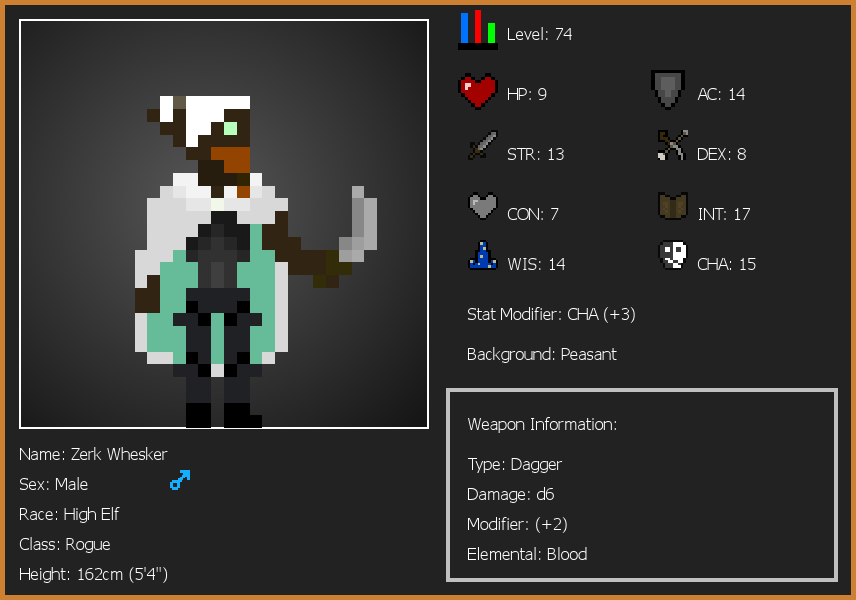 Level: 74
HP: 9
AC: 14
STR: 13
DEX: 8
CON: 7
INT: 17
WIS: 14
CHA: 15
Stat Modifier: CHA (+3)
Background: Peasant
Weapon Information:
Type: Dagger
Damage: d6
Modifier: (+2)
Elemental: Blood
Name: Zerk Whesker
Sex: Male
Race: High Elf
Class: Rogue
Height: 162cm (5'4")